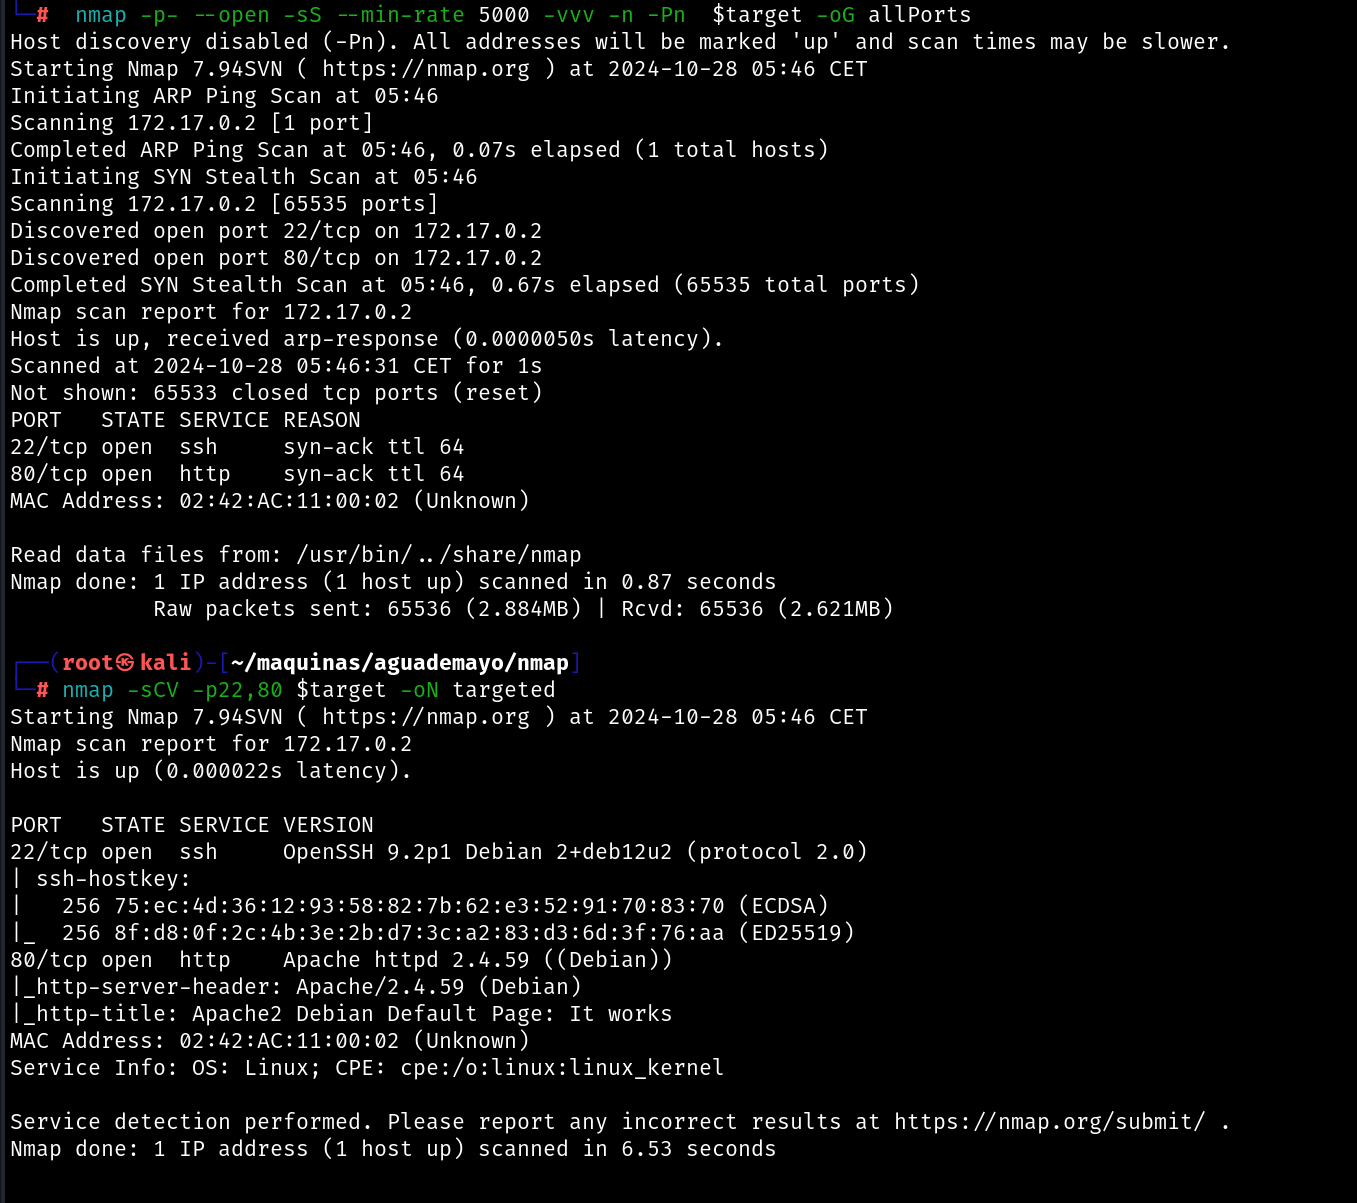 └─# nmap -p- --open -sS --min-rate 5000 -vvv -n -Pn  $target -oG allPorts
Host discovery disabled (-Pn). All addresses will be marked 'up' and scan times may be slower.
Starting Nmap 7.94SVN ( https://nmap.org ) at 2024-10-28 05:46 CET
Initiating ARP Ping Scan at 05:46
Scanning 172.17.0.2 [1 port]
Completed ARP Ping Scan at 05:46, 0.07s elapsed (1 total hosts)
Initiating SYN Stealth Scan at 05:46
Scanning 172.17.0.2 [65535 ports]
Discovered open port 22/tcp on 172.17.0.2
Discovered open port 80/tcp on 172.17.0.2
Completed SYN Stealth Scan at 05:46, 0.67s elapsed (65535 total ports)
Nmap scan report for 172.17.0.2
Host is up, received arp-response (0.0000050s latency).
Scanned at 2024-10-28 05:46:31 CET for 1s
Not shown: 65533 closed tcp ports (reset)
PORT   STATE SERVICE REASON
22/tcp open  ssh     syn-ack ttl 64
80/tcp open  http    syn-ack ttl 64
MAC Address: 02:42:AC:11:00:02 (Unknown)
Read data files from: /usr/bin/../share/nmap
Nmap done: 1 IP address (1 host up) scanned in 0.87 seconds
           Raw packets sent: 65536 (2.884MB) | Rcvd: 65536 (2.621MB)
┌──(root㉿kali)-[~/maquinas/aguademayo/nmap]
└─# nmap -sCV -p22,80 $target -oN targeted
Starting Nmap 7.94SVN ( https://nmap.org ) at 2024-10-28 05:46 CET
Nmap scan report for 172.17.0.2
Host is up (0.000022s latency).
PORT   STATE SERVICE VERSION
22/tcp open  ssh     OpenSSH 9.2p1 Debian 2+deb12u2 (protocol 2.0)
| ssh-hostkey:
|   256 75:ec:4d:36:12:93:58:82:7b:62:e3:52:91:70:83:70 (ECDSA)
|_  256 8f:d8:0f:2c:4b:3e:2b:d7:3c:a2:83:d3:6d:3f:76:aa (ED25519)
80/tcp open  http    Apache httpd 2.4.59 ((Debian))
|_http-server-header: Apache/2.4.59 (Debian)
|_http-title: Apache2 Debian Default Page: It works
MAC Address: 02:42:AC:11:00:02 (Unknown)
Service Info: OS: Linux; CPE: cpe:/o:linux:linux_kernel
Service detection performed. Please report any incorrect results at https://nmap.org/submit/ .
Nmap done: 1 IP address (1 host up) scanned in 6.53 seconds